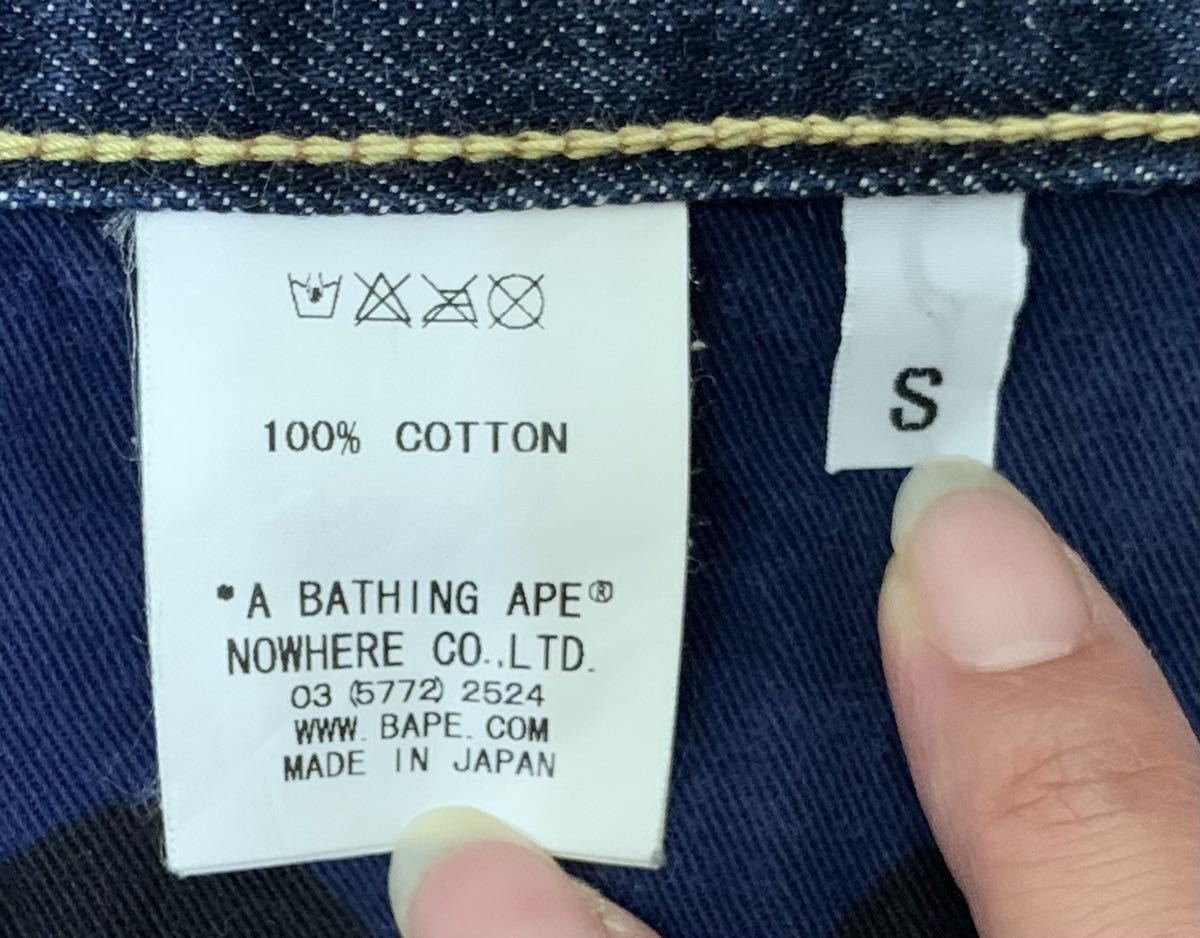 100% COTTON
*A BATHING APE®
NOWHERE CO.,LTD.
03 (5772) 2524
WWW. BAPE. COM
MADE IN JAPAN
S